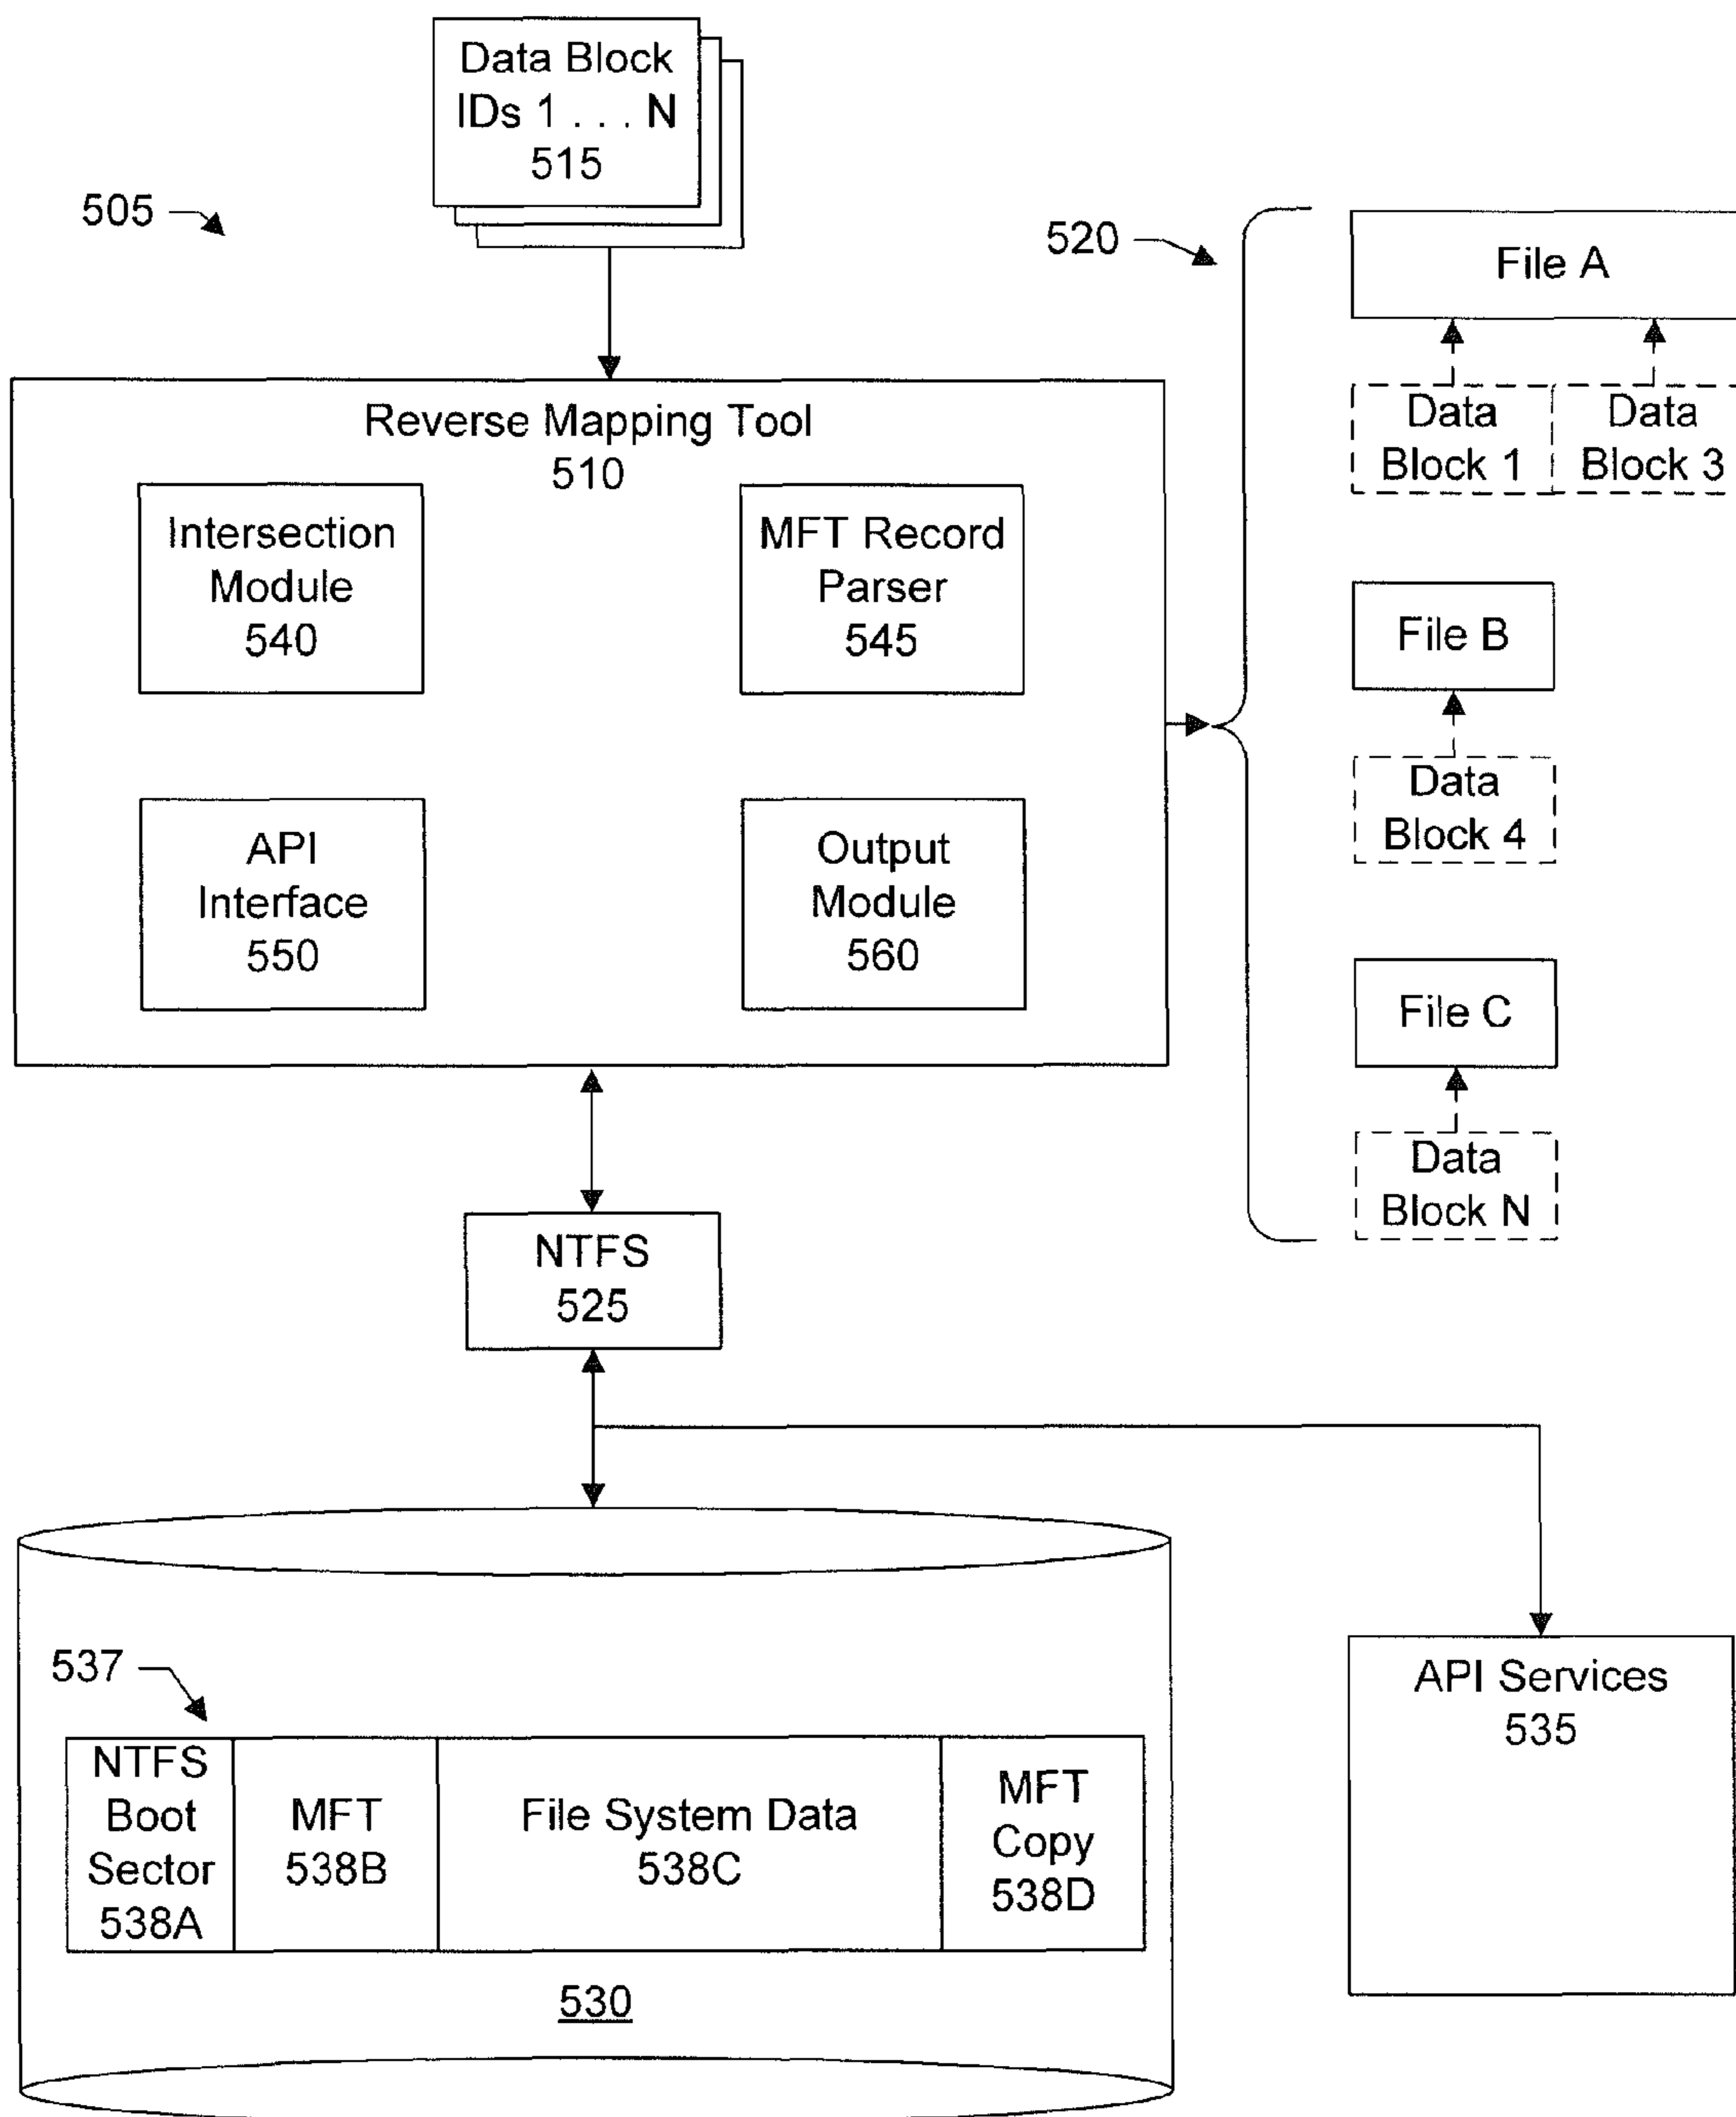 Data Block
IDs 1 . . . N
515
505
520
File A
Data
Block 1
Data
Block 3
Reverse Mapping Tool
510
Intersection
Module
540
MFT Record
Parser
545
File B
Data
Block 4
API
Interface
550
Output
Module
560
File C
Data
Block N
NTFS
525
537
NTFS
Boot
Sector
538A
MFT
538B
File System Data
538C
MFT
Copy
538D
530
API Services
535